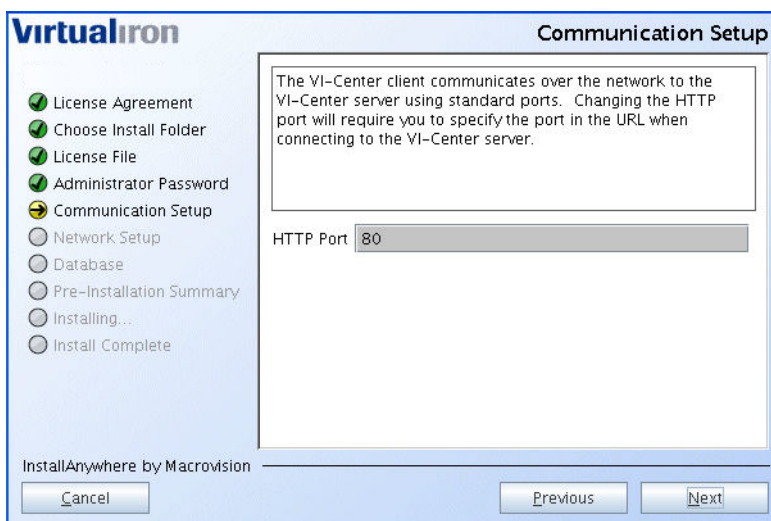 Virtualiron
Communication Setup
License Agreement
Choose Install Folder
License File
Administrator Password
Communication Setup
Network Setup
Database
Pre-Installation Summary
Installing...
Install Complete
The VI-Center client communicates over the network to the
VI-Center server using standard ports. Changing the HTTP
port will require you to specify the port in the URL when
connecting to the VI-Center server.
HTTP Port 80
InstallAnywhere by Macrovision
Cancel
Previous
Next